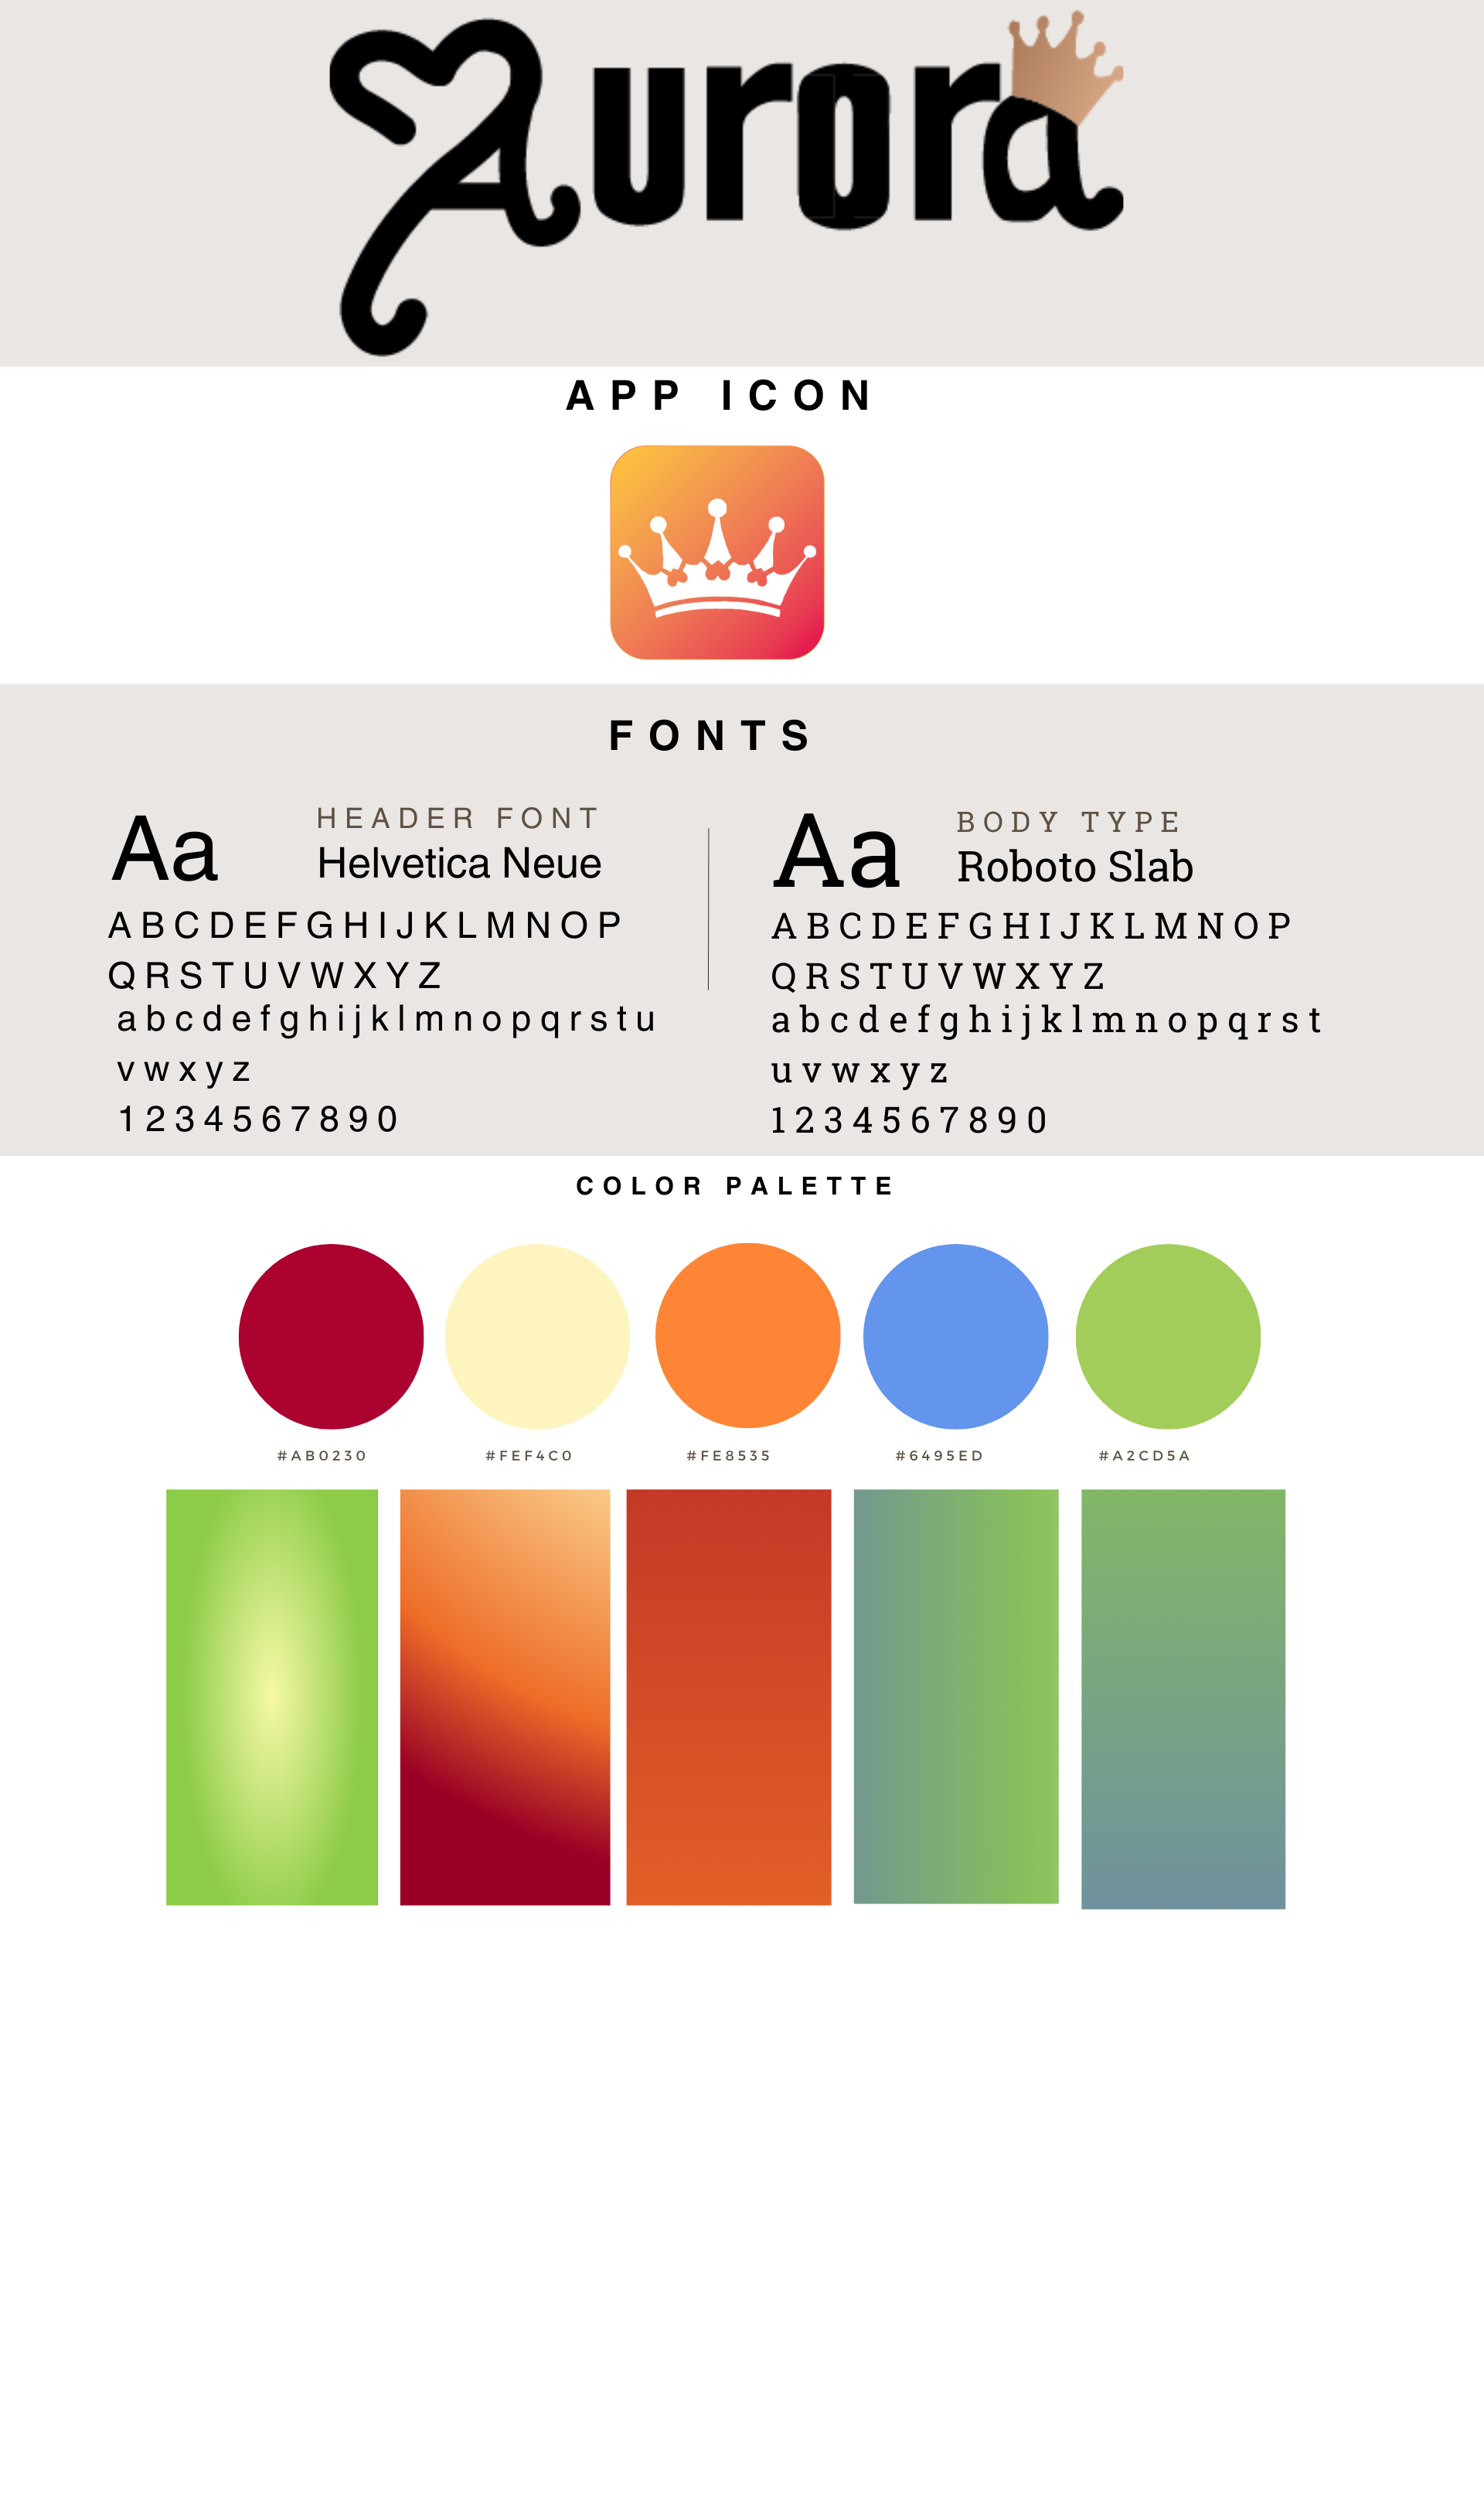 Aurora
APP ICON
FONTS
Aa
HEADER FONT
Helvetica Neue
ABCDEFGHIJKLMNOP
QRSTUVWXYZ
abcdefghijklmnopqrstu
vwxyz
1234567890
Aa
BODY TYPE
Roboto Slab
ABCDEFGHIJKLMNOP
QRSTUVWXYZ
abcdefghijklmnopqrst
uvwxyz
1234567890
COLOR PALETTE
#AB0230
#FEF4C0
#FE8535
#6495ED
#A2CD5A